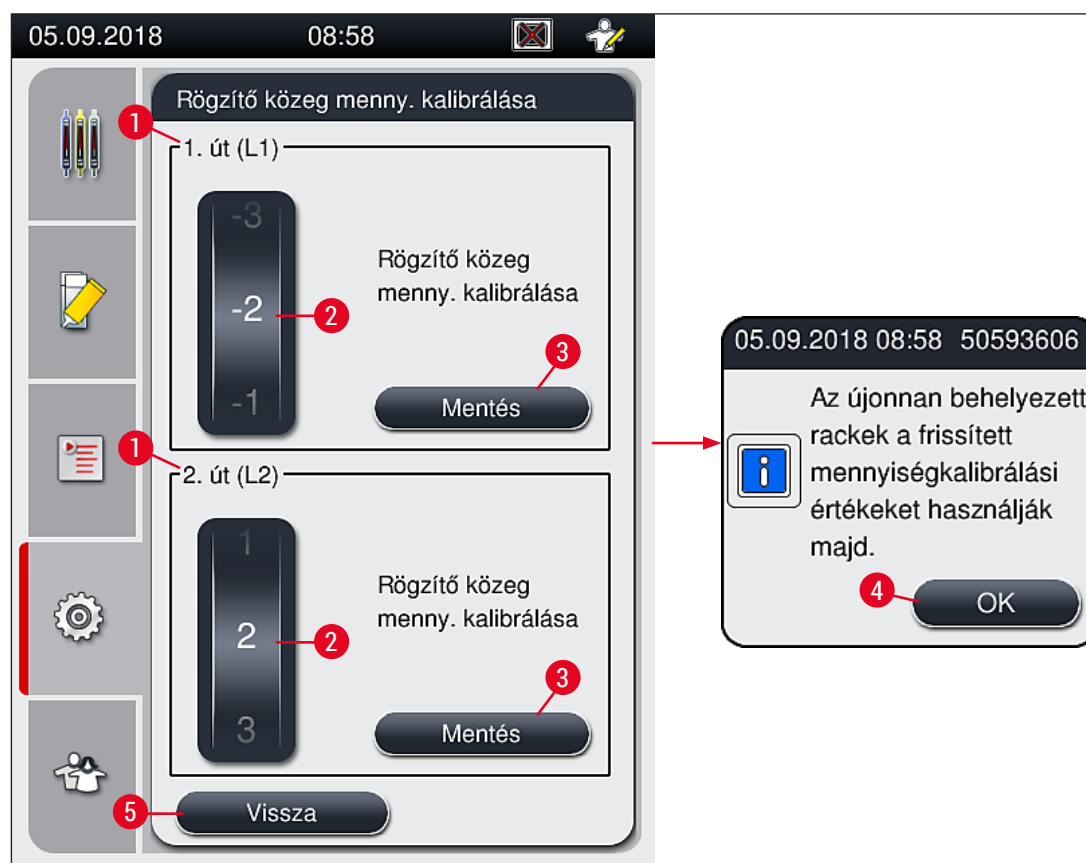 05.09.2018 08:58
Rögzítő közeg menny. kalibrálása
1
1. út (L1)
-3
-2
-1
2
Rögzítő közeg
menny. kalibrálása
3
Mentés
1
2. út (L2)
1
2
3
2
Rögzítő közeg
menny. kalibrálása
3
Mentés
5
Vissza
05.09.2018 08:58 50593606
Az újonnan behelyezett
rackek a frissített
mennyiségkalibrálási
értékeket használják
majd.
4
OK